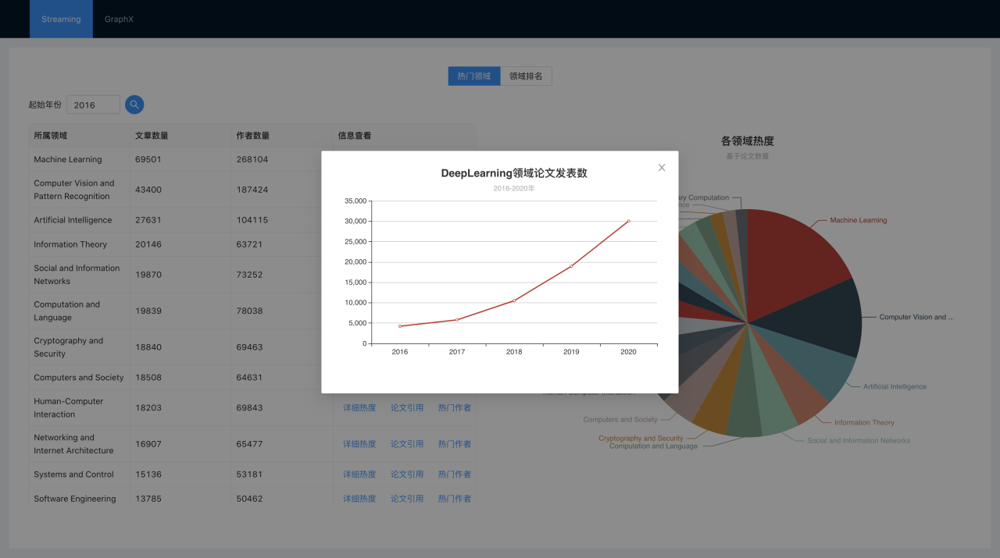 Streaming GraphX
热门领域 领域排名
起始年份 2016
所属领域 文章数量 作者数量 信息查看
Machine Learning 69501 268104
Computer Vision and
Pattern Recognition
43400 187424
Artificial Intelligence 27631 104115
Information Theory 20146 63721
Social and Information
Networks
19870 73252
Computation and
Language
19839 78038
Cryptography and
Security
18840 69463
Computers and Society 18508 64631
Human-Computer
Interaction
18203 69843 详细热度 论文引用 热门作者
Networking and
Internet Architecture
16907 65477 详细热度 论文引用 热门作者
Systems and Control 15136 53181 详细热度 论文引用 热门作者
Software Engineering 13785 50462 详细热度 论文引用 热门作者
DeepLearning领域论文发表数
2016-2020年
35,000
30,000
25,000
20,000
15,000
10,000
5,000
0
2016 2017 2018 2019 2020
各领域热度
基于论文数量
Computation
Machine Learning
Computer Vision and ...
Artificial Intelligence
Information Theory
Social and Information Networks
Computation and Language
Cryptography and Security
Computers and Society
Human-Computer Interaction